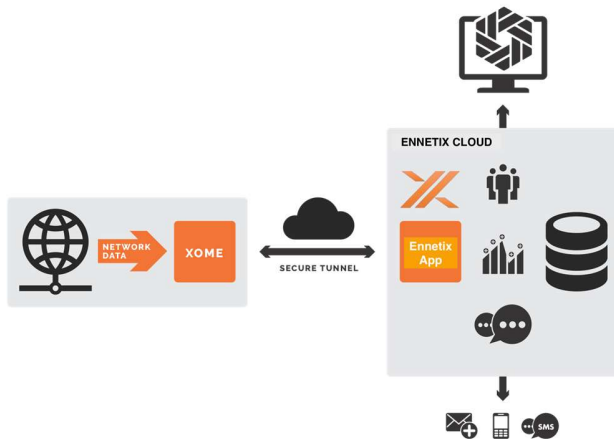 ENNETIX CLOUD
NETWORK
DATA
XOME
SECURE TUNNEL
Ennetix
App
SMS